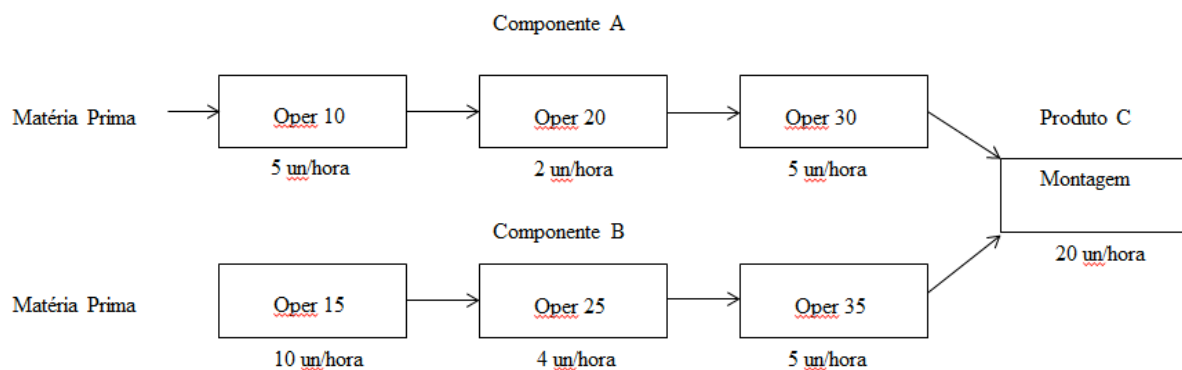 Componente A
Matéria Prima
Oper 10
Oper 20
Oper 30
Produto C
5 un/hora
2 un/hora
5 un/hora
Montagem
Componente B
20 un/hora
Matéria Prima
Oper 15
Oper 25
Oper 35
10 un/hora
4 un/hora
5 un/hora